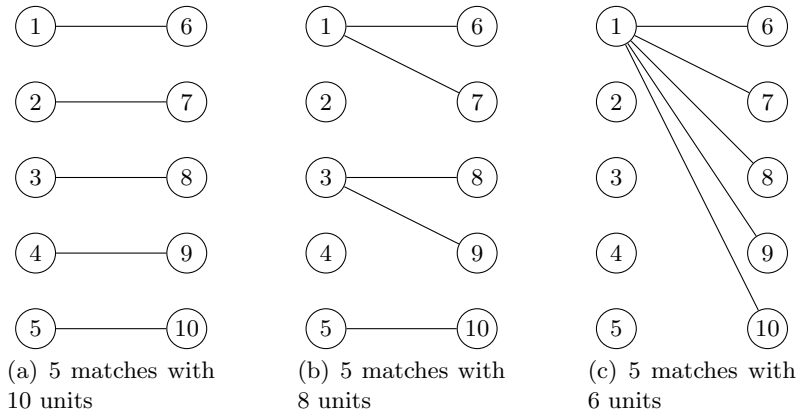 1 6 1 6 1 6
2 7 2 7 2 7
3 8 3 8 3 8
4 9 4 9 4 9
5 10 5 10 5 10
(a) 5 matches with
10 units
(b) 5 matches with
8 units
(c) 5 matches with
6 units